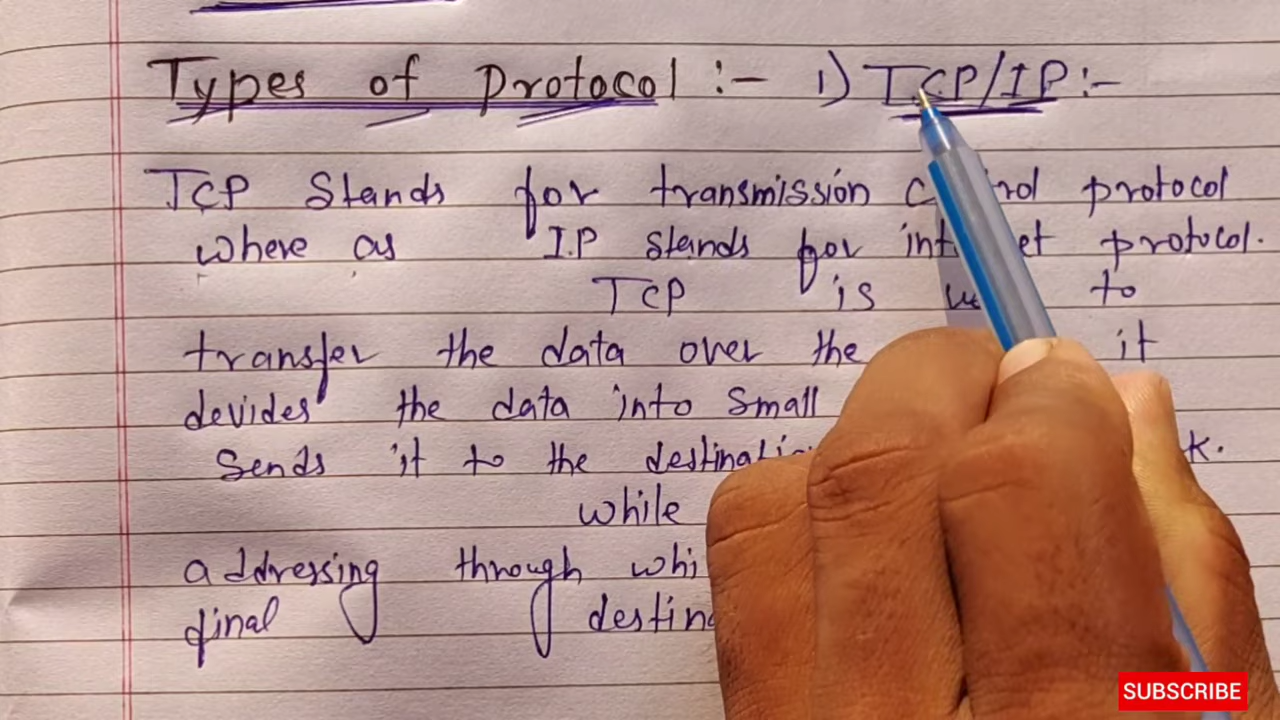 Types of Protocol :- 1) TCP/IP :-
TCP Stands for transmission protocol
where as I.P stands for protocol.
TCP is to
transfer the data over the it
devides the data into small
Sends it to the
while
addressing through
final
SUBSCRIBE